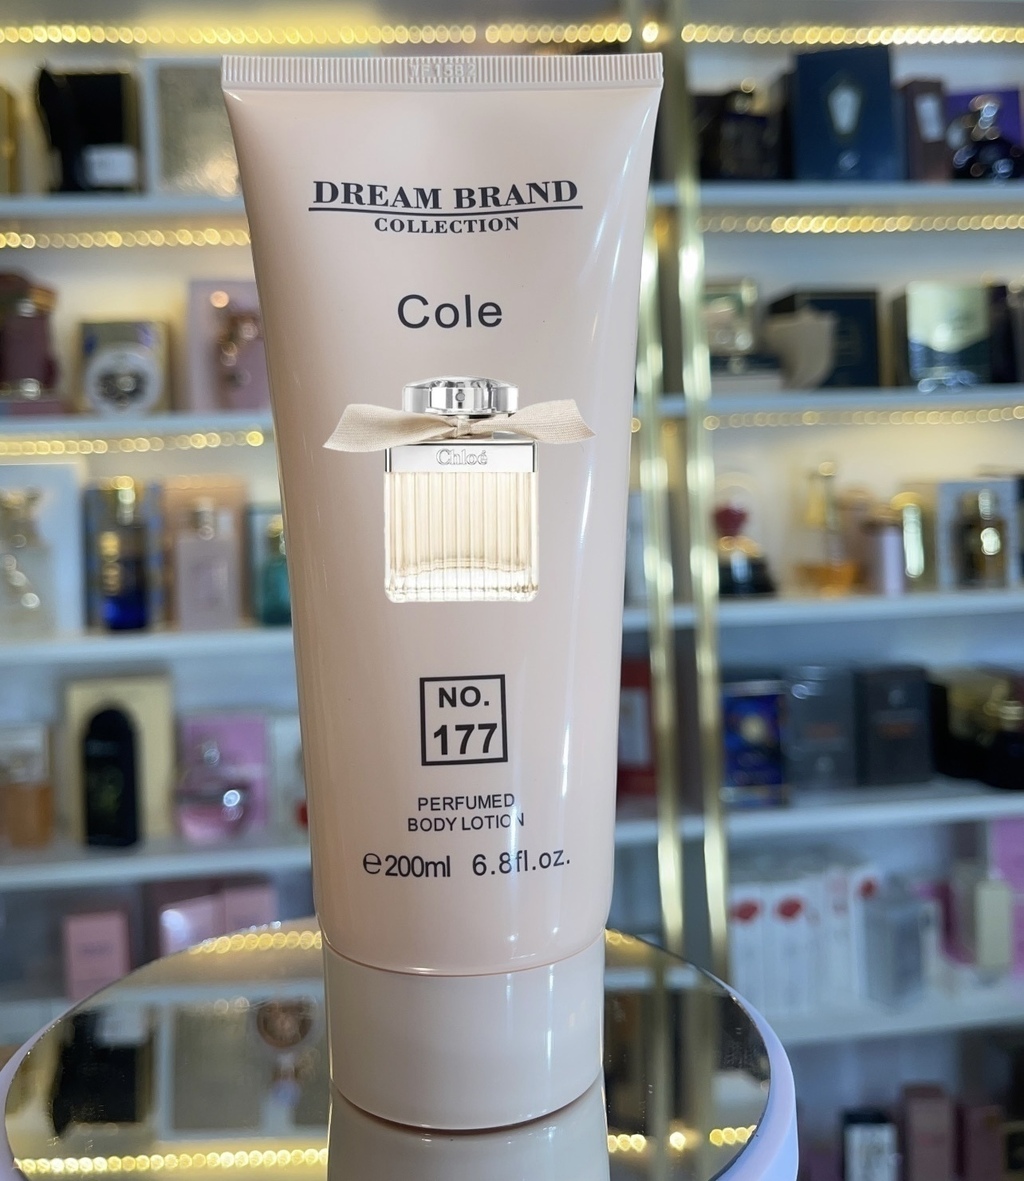 DREAM BRAND
COLLECTION
Cole
Chloé
NO.
177
PERFUMED
BODY LOTION
℮200ml 6.8fl.oz.